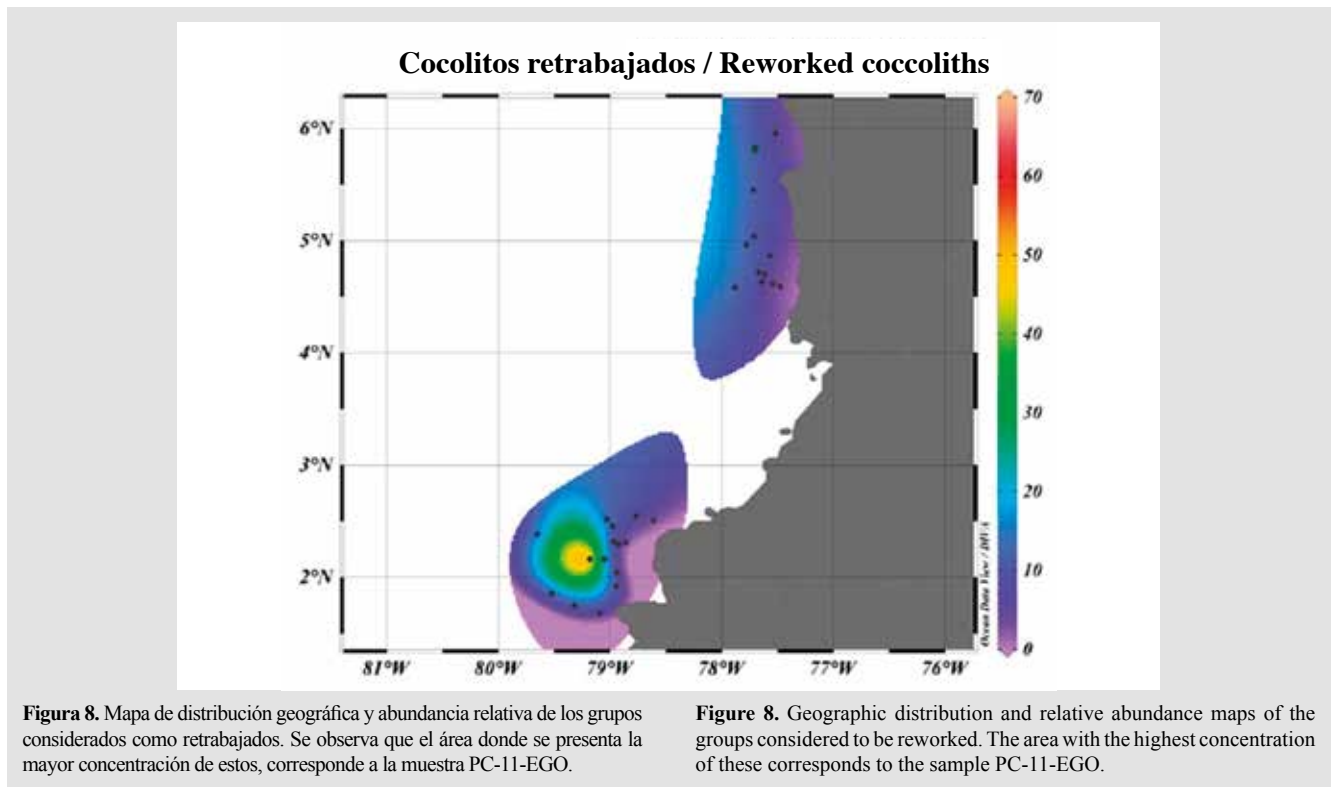 Cocolitos retrabajados / Reworked coccoliths
6°N
5°N
4°N
3°N
2°N
81°W
80°W
79°W
78°W
77°W
76°W
70
60
50
40
30
20
10
0
Ocean Data View / DIVA
Figura 8. Mapa de distribución geográfica y abundancia relativa de los grupos
considerados como retrabajados. Se observa que el área donde se presenta la
mayor concentración de estos, corresponde a la muestra PC-11-EGO.
Figure 8. Geographic distribution and relative abundance maps of the
groups considered to be reworked. The area with the highest concentration
of these corresponds to the sample PC-11-EGO.